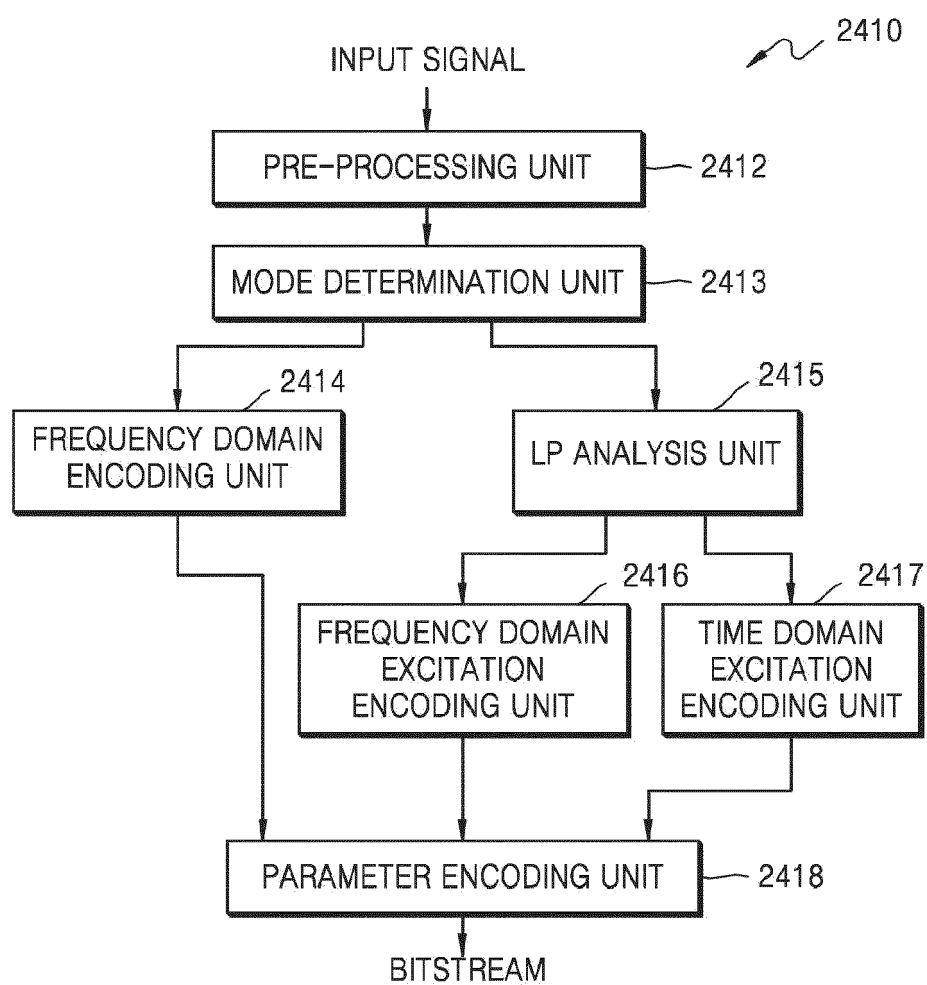 2410
INPUT SIGNAL
PRE-PROCESSING UNIT
2412
MODE DETERMINATION UNIT
2413
2414
FREQUENCY DOMAIN
ENCODING UNIT
2415
LP ANALYSIS UNIT
2416
FREQUENCY DOMAIN
EXCITATION
ENCODING UNIT
2417
TIME DOMAIN
EXCITATION
ENCODING UNIT
PARAMETER ENCODING UNIT
2418
BITSTREAM